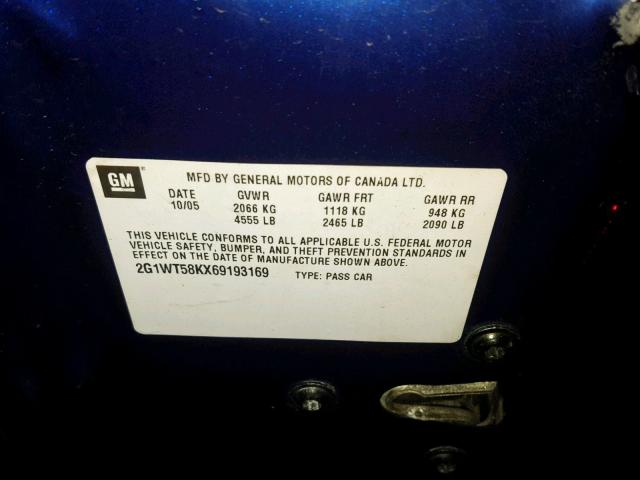 GM ® MFD BY GENERAL MOTORS OF CANADA LTD.
DATE GVWR GAWR FRT GAWR RR
10/05 2066 KG 1118 KG 948 KG
4555 LB 2465 LB 2090 LB
THIS VEHICLE CONFORMS TO ALL APPLICABLE U.S. FEDERAL MOTOR
VEHICLE SAFETY, BUMPER, AND THEFT PREVENTION STANDARDS IN
EFFECT ON THE DATE OF MANUFACTURE SHOWN ABOVE.
2G1WT58KX69193169 TYPE: PASS CAR